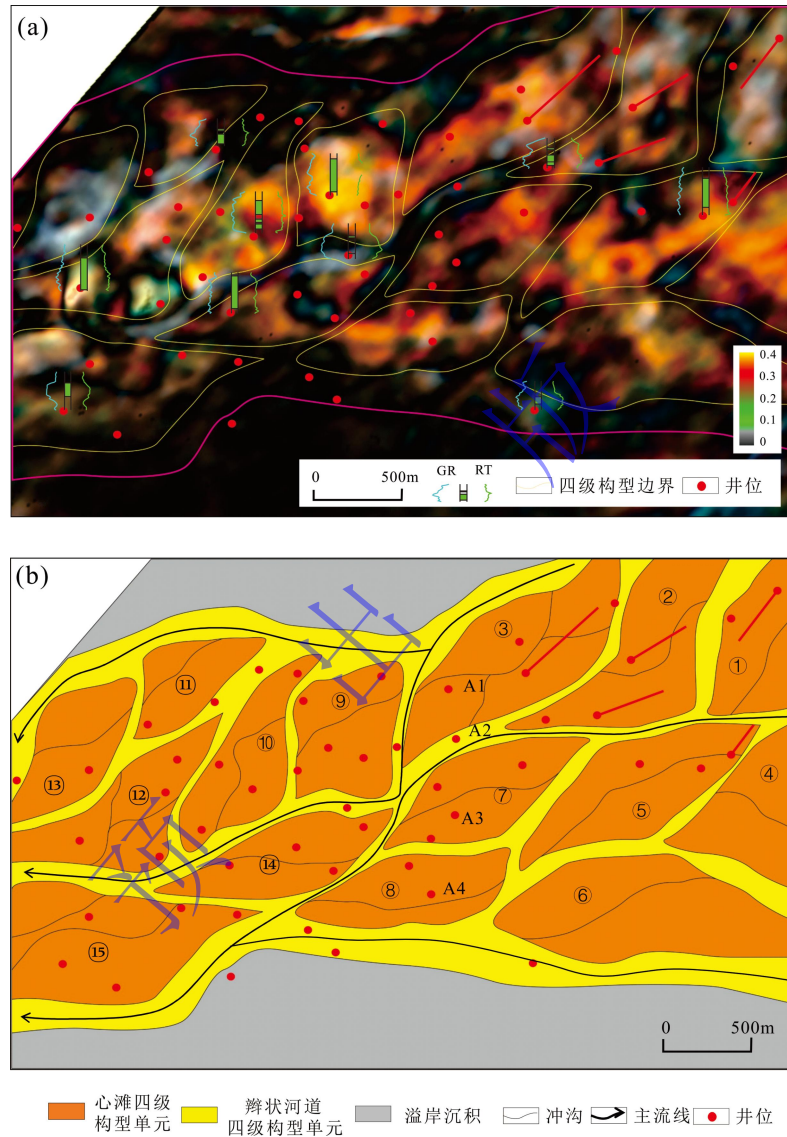 (a)
0.4
0.3
0.2
0.1
0
0 500m
GR RT
四级构型边界
井位
(b)
③
②
①
⑪
⑨
A1
A2
⑩
⑬
⑫
⑦
④
A3
⑤
⑭
⑧
A4
⑥
⑮
0 500m
心滩四级
构型单元
辫状河道
四级构型单元
溢岸沉积
冲沟
主流线
井位